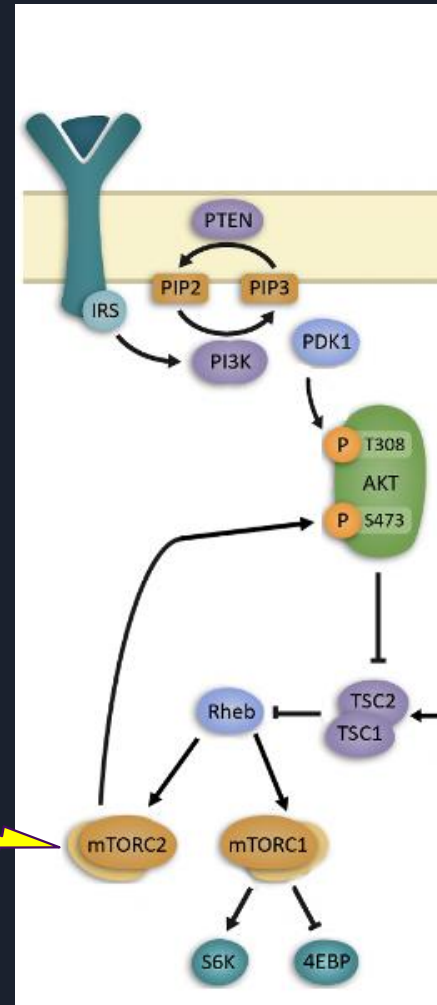 PTEN
PIP2
PIP3
IRS
PI3K
PDK1
P T308
AKT
P S473
Rheb
TSC2
TSC1
mTORC2
mTORC1
S6K
4EBP